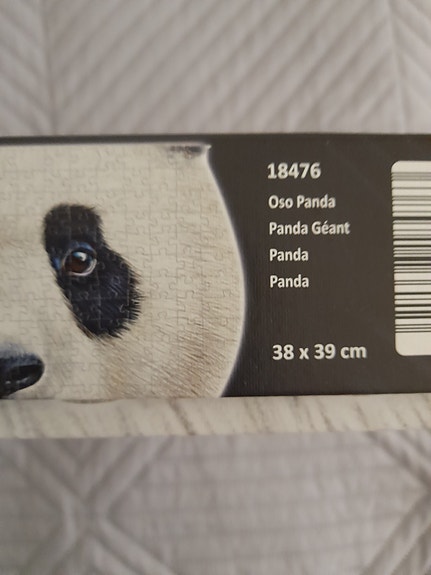 18476
Oso Panda
Panda Géant
Panda
Panda
38 x 39 cm